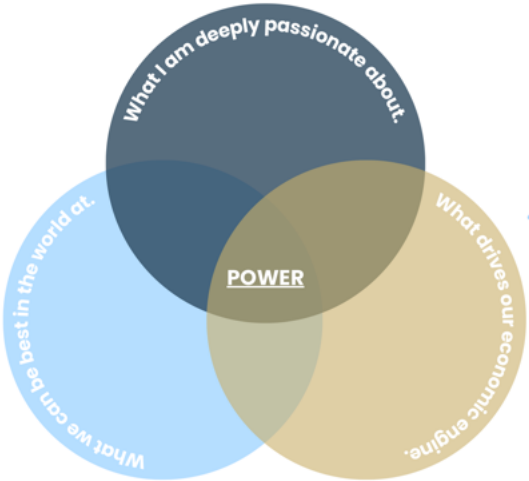 What I am deeply passionate about.
What we can be best in the world at.
What drives our economic engine.
POWER